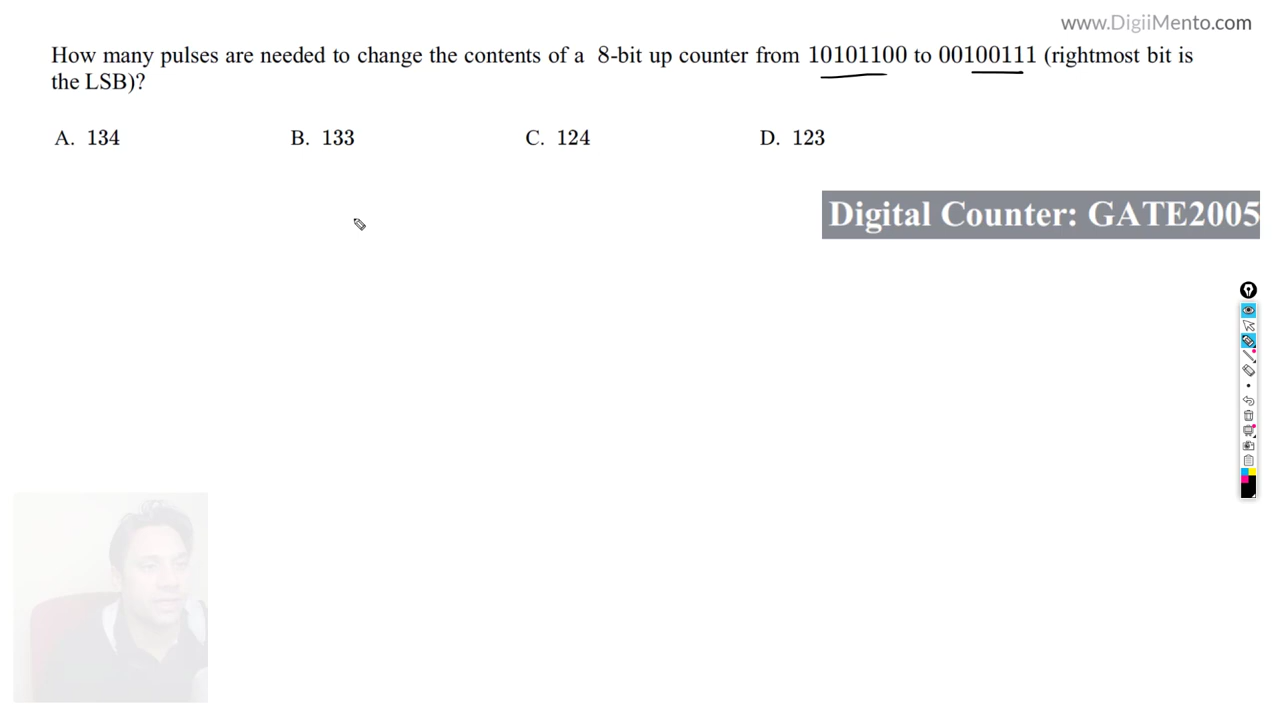 www.DigiiMento.com
How many pulses are needed to change the contents of a 8-bit up counter from 10101100 to 00100111 (rightmost bit is
the LSB)?
A. 134 B. 133 C. 124 D. 123
Digital Counter: GATE2005